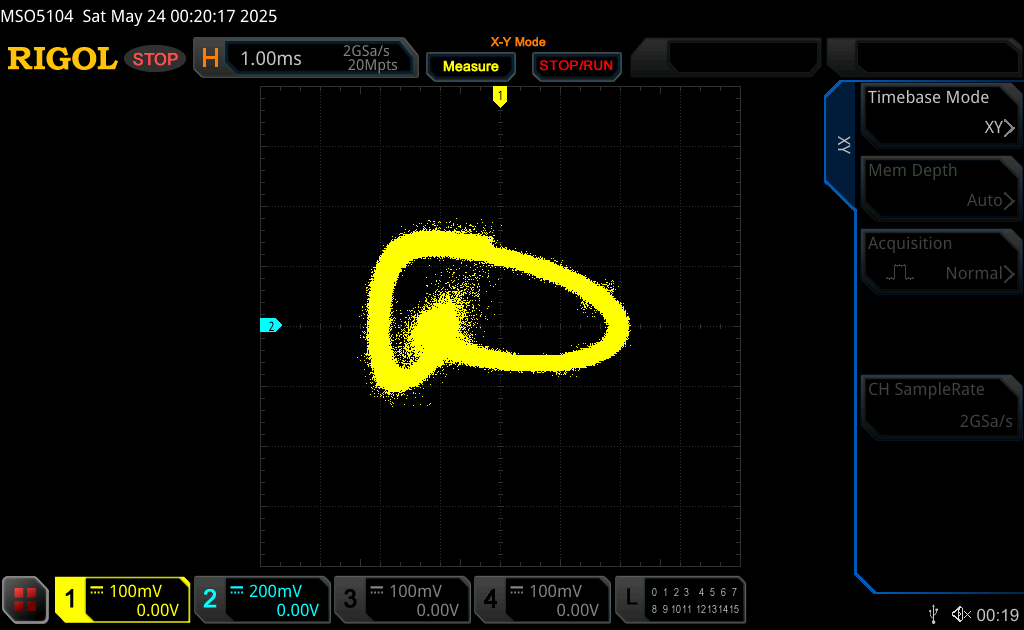 MSO5104 Sat May 24 00:20:17 2025
RIGOL STOP H 1.00ms 2GSa/s
20Mpts
X-Y Mode
Measure STOP/RUN
1
Timebase Mode
XY
XY
Mem Depth
Auto
Acquisition
Normal
2
CH SampleRate
2GSa/s
1 100mV
0.00V
2 200mV
0.00V
3 100mV
0.00V
4 100mV
0.00V
L 0 1 2 3 4 5 6 7
8 9 10 11 12 13 14 15
00:19